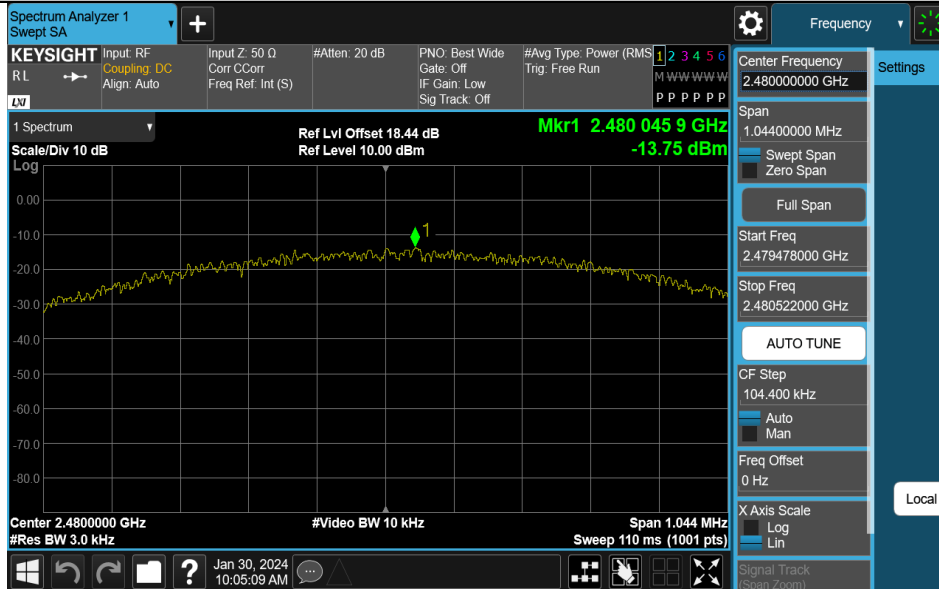 Spectrum Analyzer 1
Swept SA
+
Frequency
KEYSIGHT
RL
LXI
Input: RF
Coupling: DC
Align: Auto
Input Z: 50 Ω
Corr CCorr
Freq Ref: Int (S)
#Atten: 20 dB
PNO: Best Wide
Gate: Off
IF Gain: Low
Sig Track: Off
#Avg Type: Power (RMS
Trig: Free Run
1 2 3 4 5 6
M W W W W W
P P P P P P
1 Spectrum
Scale/Div 10 dB
Log
Ref Lvl Offset 18.44 dB
Ref Level 10.00 dBm
Mkr1 2.480 045 9 GHz
-13.75 dBm
0.00
-10.0
-20.0
-30.0
-40.0
-50.0
-60.0
-70.0
-80.0
1
Center 2.4800000 GHz
#Res BW 3.0 kHz
#Video BW 10 kHz
Span 1.044 MHz
Sweep 110 ms (1001 pts)
Center Frequency
2.480000000 GHz
Settings
Span
1.04400000 MHz
Swept Span
Zero Span
Full Span
Start Freq
2.479478000 GHz
Stop Freq
2.480522000 GHz
AUTO TUNE
CF Step
104.400 kHz
Auto
Man
Freq Offset
0 Hz
Local
X Axis Scale
Log
Lin
Signal Track
(Span Zoom)
?
Jan 30, 2024
10:05:09 AM